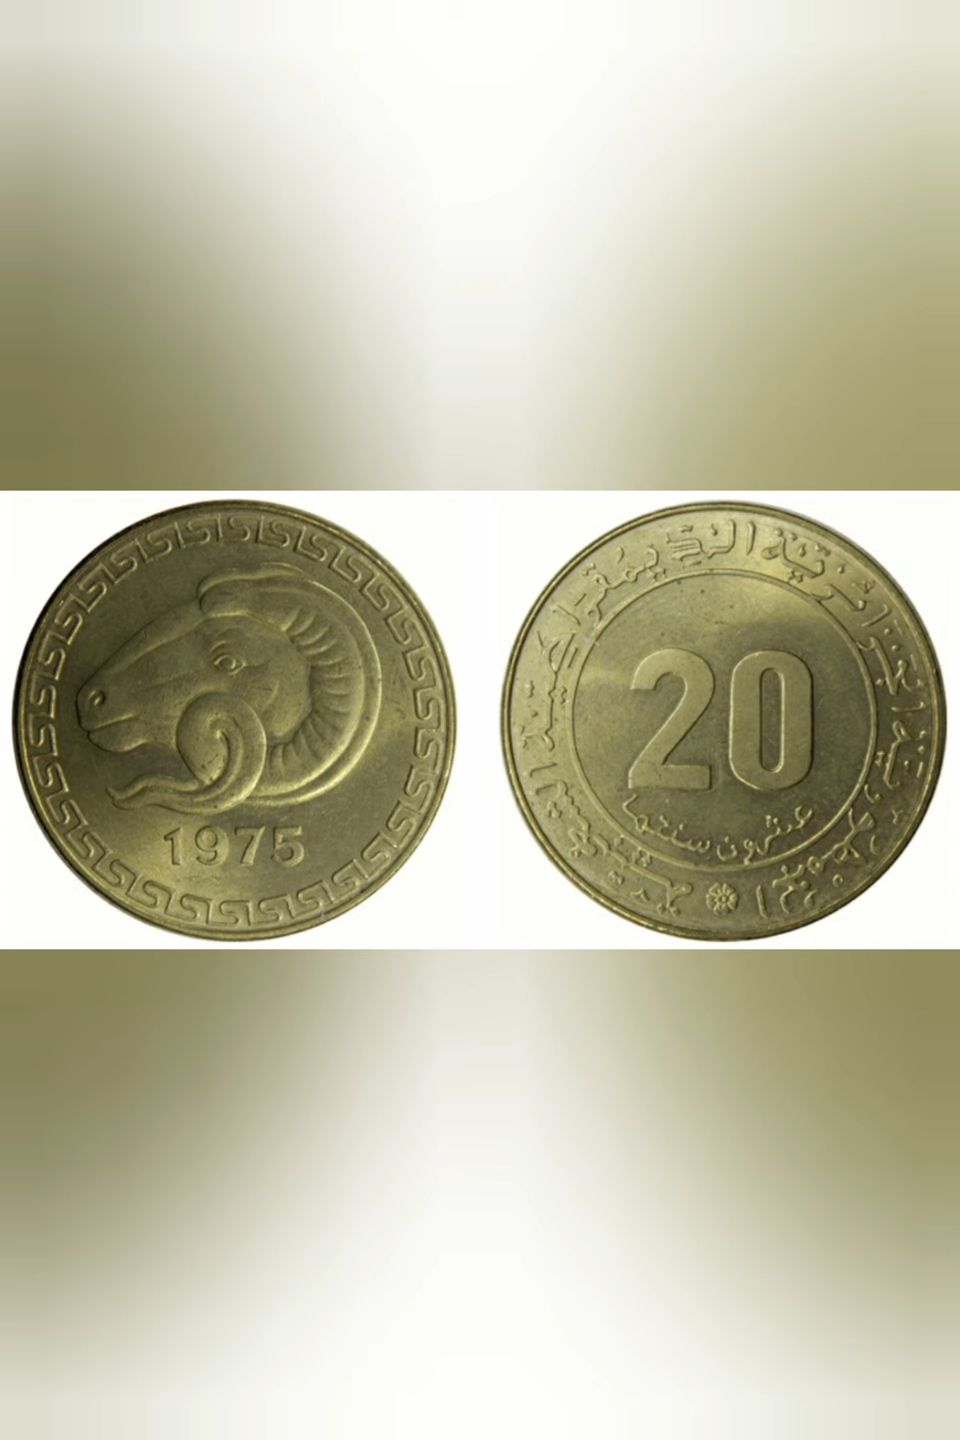 1975
20
عشرون سنتيما
الجمهورية الجزائرية الديمقراطية الشعبية